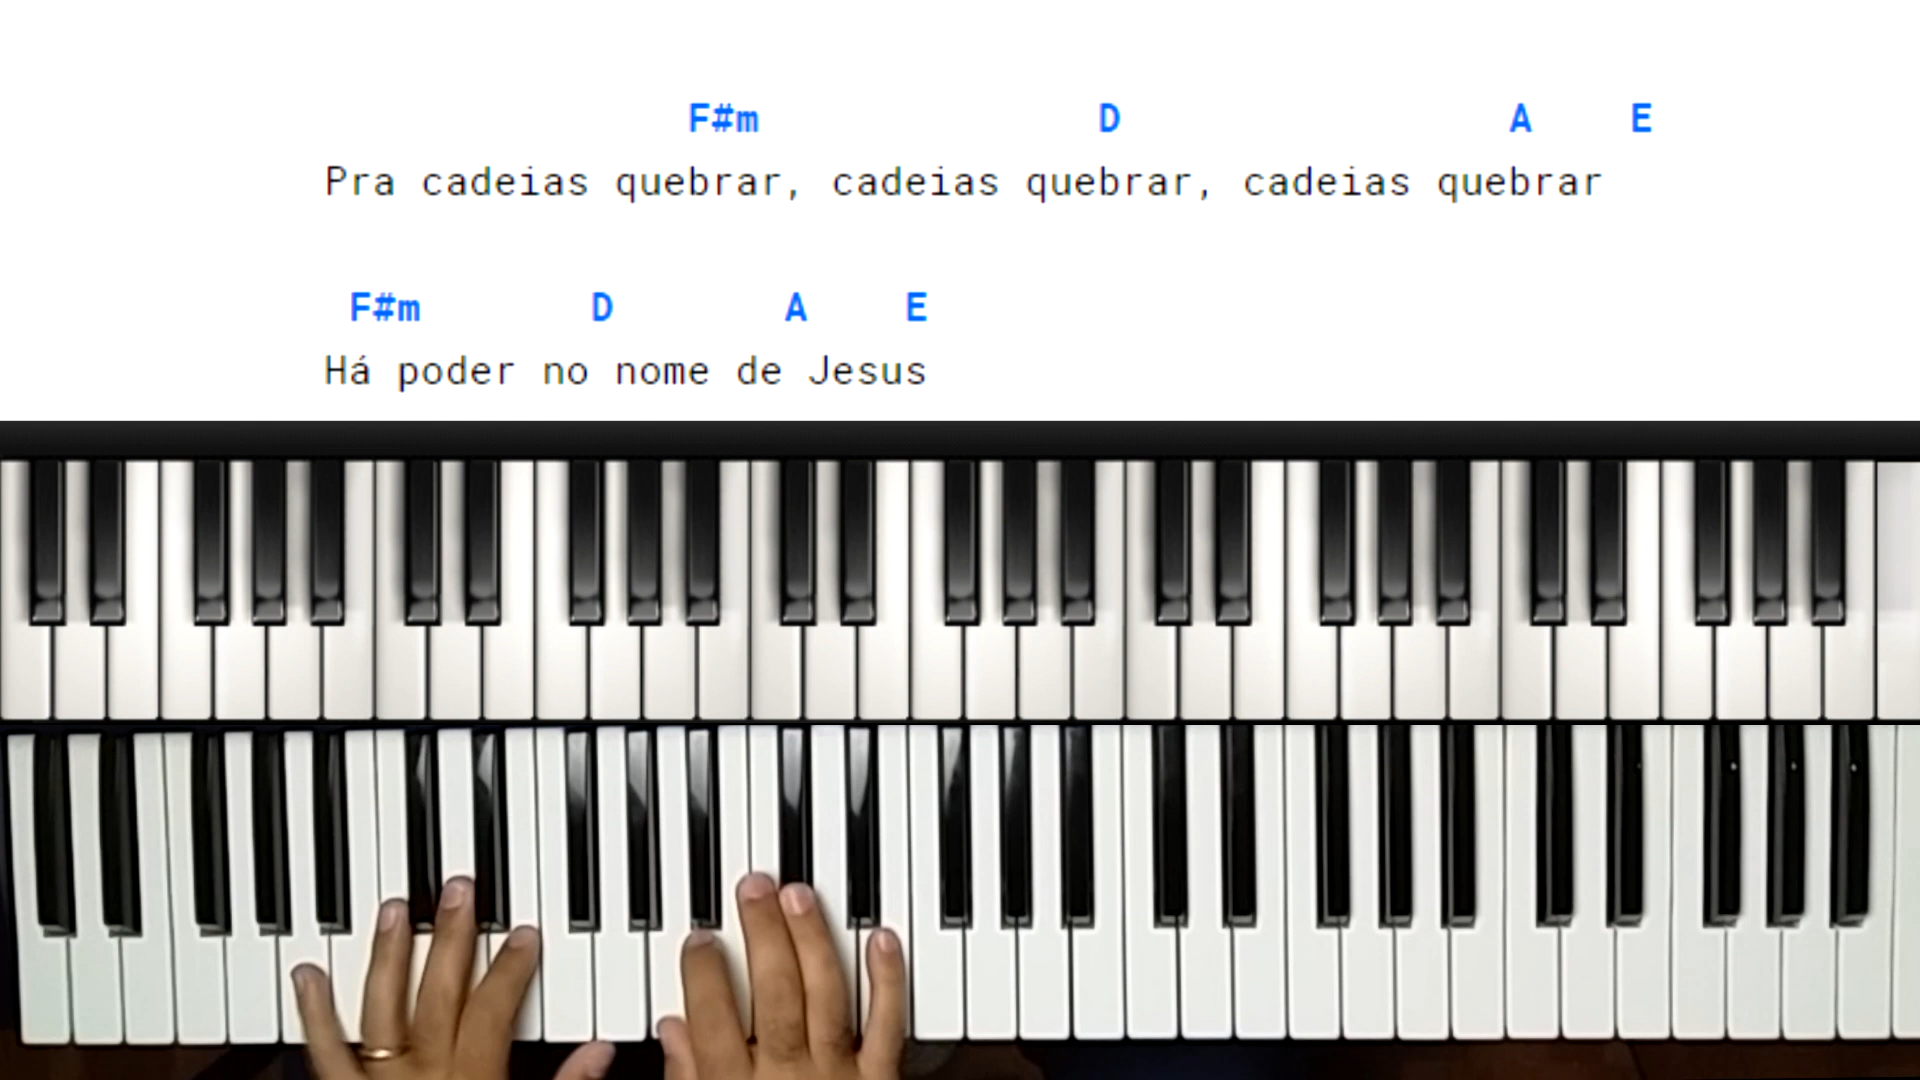 F#m D A E
Pra cadeias quebrar, cadeias quebrar, cadeias quebrar
F#m D A E
Há poder no nome de Jesus